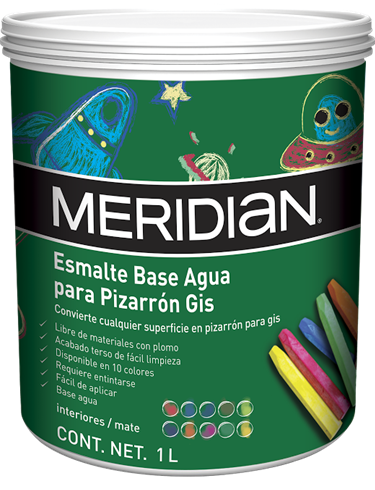 MERIDIAN®
Esmalte Base Agua
para Pizarrón Gis
Convierte cualquier superficie en pizarrón para gis
✓ Libre de materiales con plomo
✓ Acabado terso de fácil limpieza
✓ Disponible en 10 colores
✓ Requiere entintarse
✓ Fácil de aplicar
✓ Base agua
interiores / mate
CONT. NET. 1L